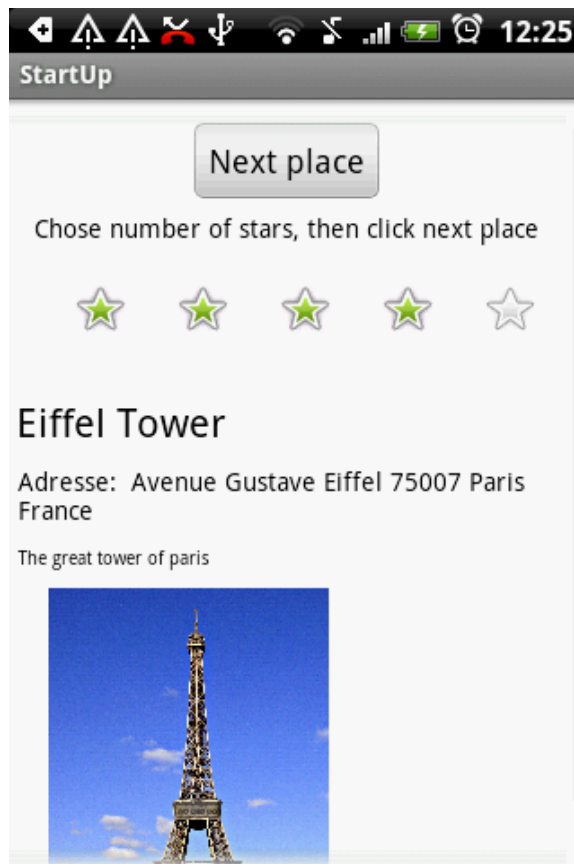 12:25
StartUp
Next place
Chose number of stars, then click next place
Eiffel Tower
Adresse:  Avenue Gustave Eiffel 75007 Paris
France
The great tower of paris